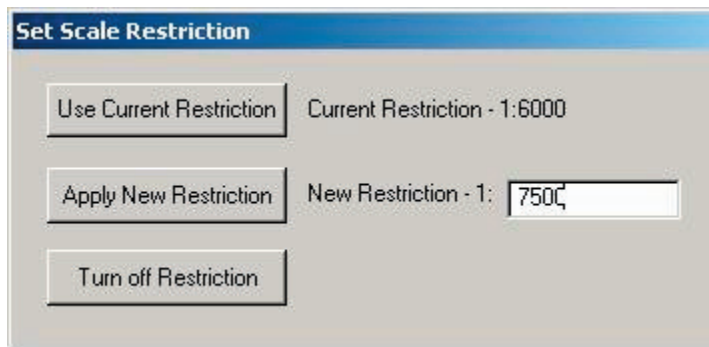 Set Scale Restriction
Use Current Restriction Current Restriction - 1:6000
Apply New Restriction New Restriction - 1: 7500
Turn off Restriction